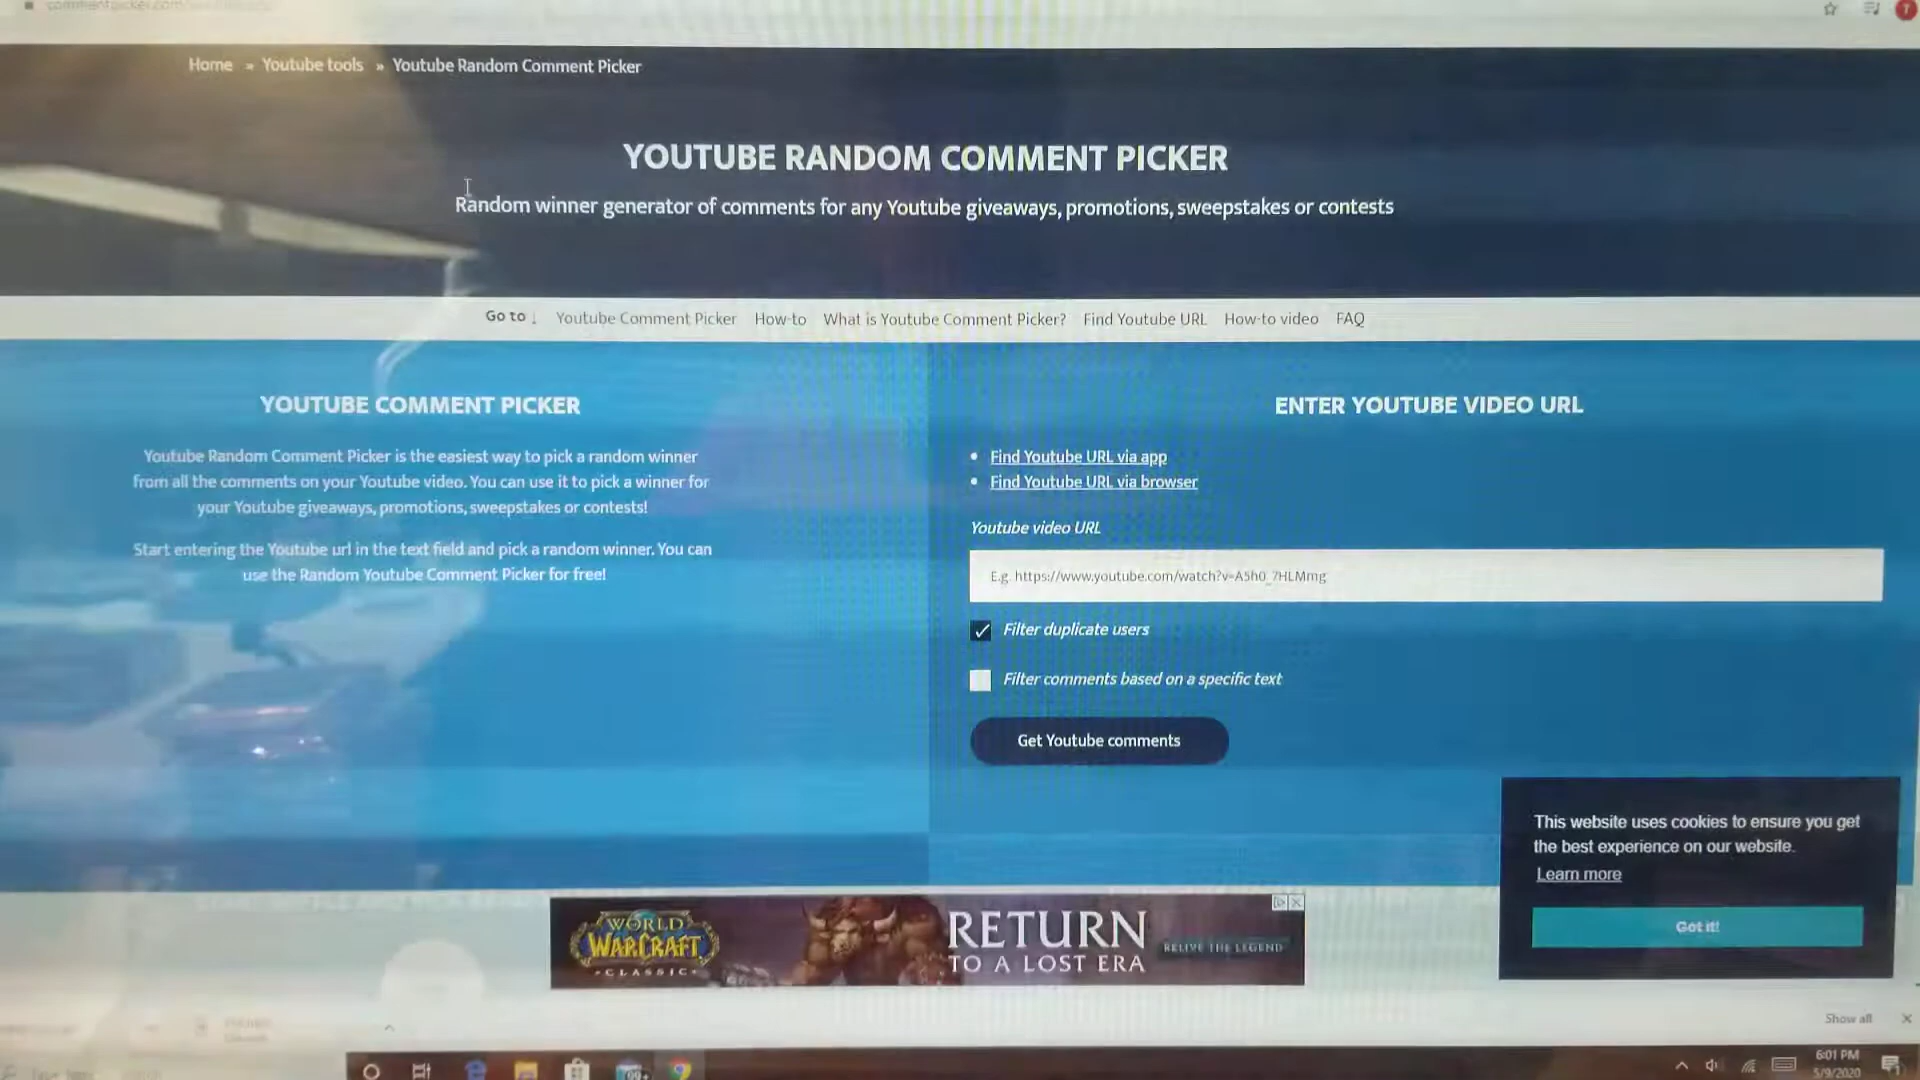 Home » Youtube tools » Youtube Random Comment Picker
YOUTUBE RANDOM COMMENT PICKER
Random winner generator of comments for any Youtube giveaways, promotions, sweepstakes or contests
Go to ↓ Youtube Comment Picker How-to What is Youtube Comment Picker? Find Youtube URL How-to video FAQ
YOUTUBE COMMENT PICKER
Youtube Random Comment Picker is the easiest way to pick a random winner
from all the comments on your Youtube video. You can use it to pick a winner for
your Youtube giveaways, promotions, sweepstakes or contests!
Start entering the Youtube url in the text field and pick a random winner. You can
use the Random Youtube Comment Picker for free!
ENTER YOUTUBE VIDEO URL
Find Youtube URL via app
Find Youtube URL via browser
Youtube video URL
E.g. https://www.youtube.com/watch?v=A5h0_7HLMmg
Filter duplicate users
Filter comments based on a specific text
Get Youtube comments
This website uses cookies to ensure you get
the best experience on our website.
Learn more
Got it!
WORLD
WARCRAFT
CLASSIC
RETURN
TO A LOST ERA
RELIVE THE LEGEND
Show all
99+
6:01 PM
5/9/2020